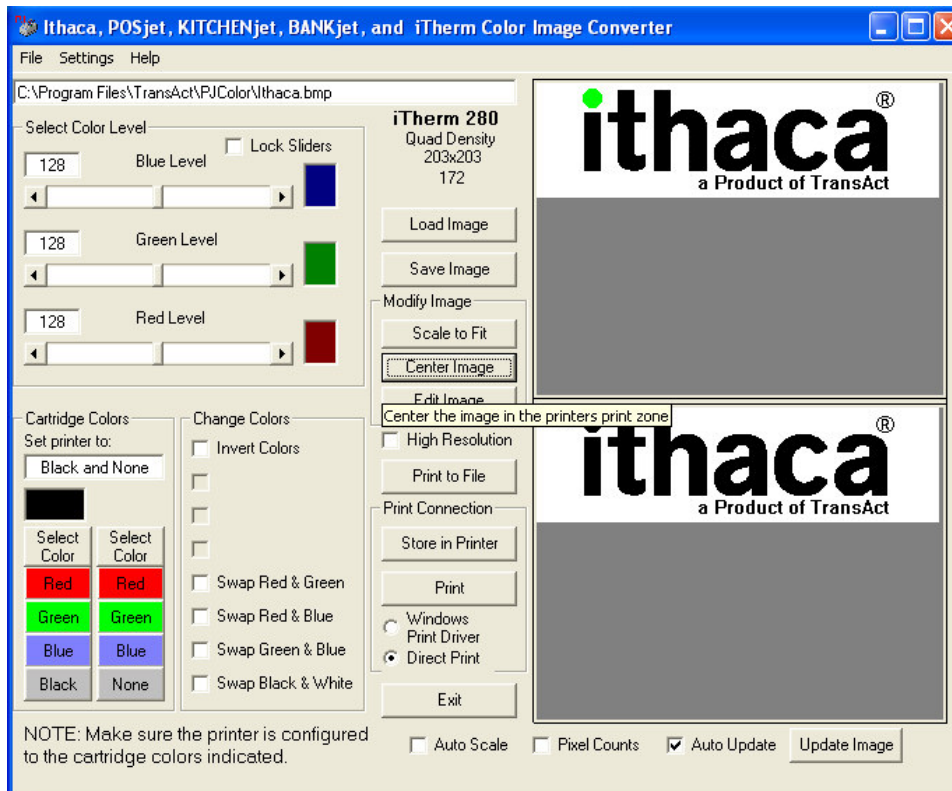 Ithaca, POSjet, KITCHENjet, BANKjet, and iTherm Color Image Converter
File Settings Help
C:\Program Files\TransAct\PJColor\Ithaca.bmp
Select Color Level
Lock Sliders
128
Blue Level
128
Green Level
128
Red Level
iTherm 280
Quad Density
203x203
172
Load Image
Save Image
Modify Image
Scale to Fit
Center Image
Edit Image
Center the image in the printers print zone
High Resolution
Print to File
Print Connection
Store in Printer
Print
Windows
Print Driver
Direct Print
Exit
Cartridge Colors
Set printer to:
Black and None
Select
Color
Select
Color
Red
Red
Green
Green
Blue
Blue
Black
None
Change Colors
Invert Colors
Swap Red & Green
Swap Red & Blue
Swap Green & Blue
Swap Black & White
ithaca®
a Product of TransAct
ithaca®
a Product of TransAct
NOTE: Make sure the printer is configured
to the cartridge colors indicated.
Auto Scale
Pixel Counts
Auto Update
Update Image